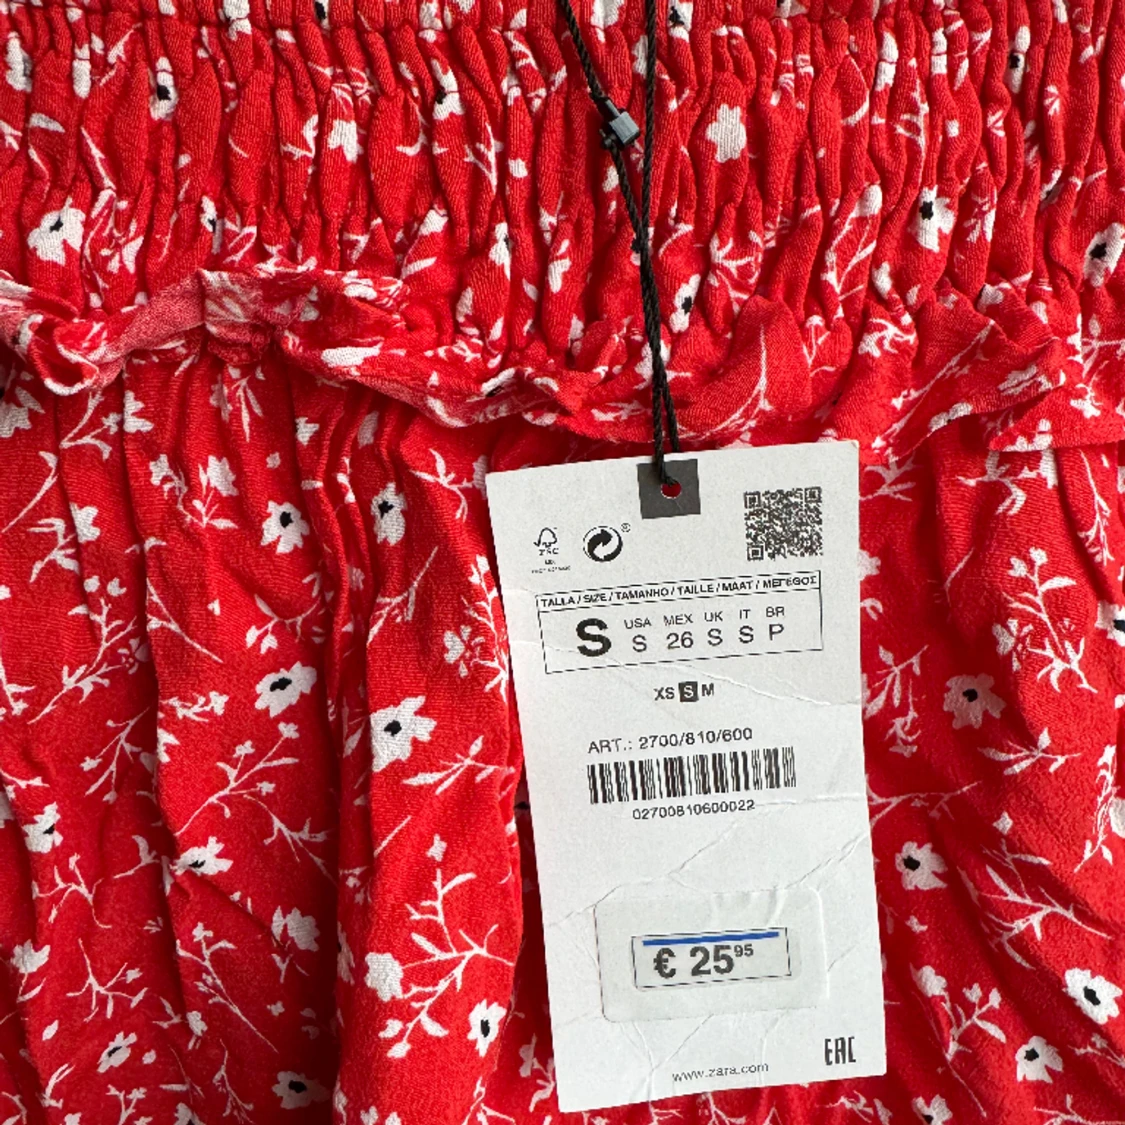 ®
TALLA / SIZE / TAMANHO / TAILLE / MAAT / ΜΕΓΕΘΟΣ
S
USA MEX UK IT BR
S 26 S S P
XS S M
ART.: 2700/810/600
02700810600022
€ 25 95
EAC
www.zara.com